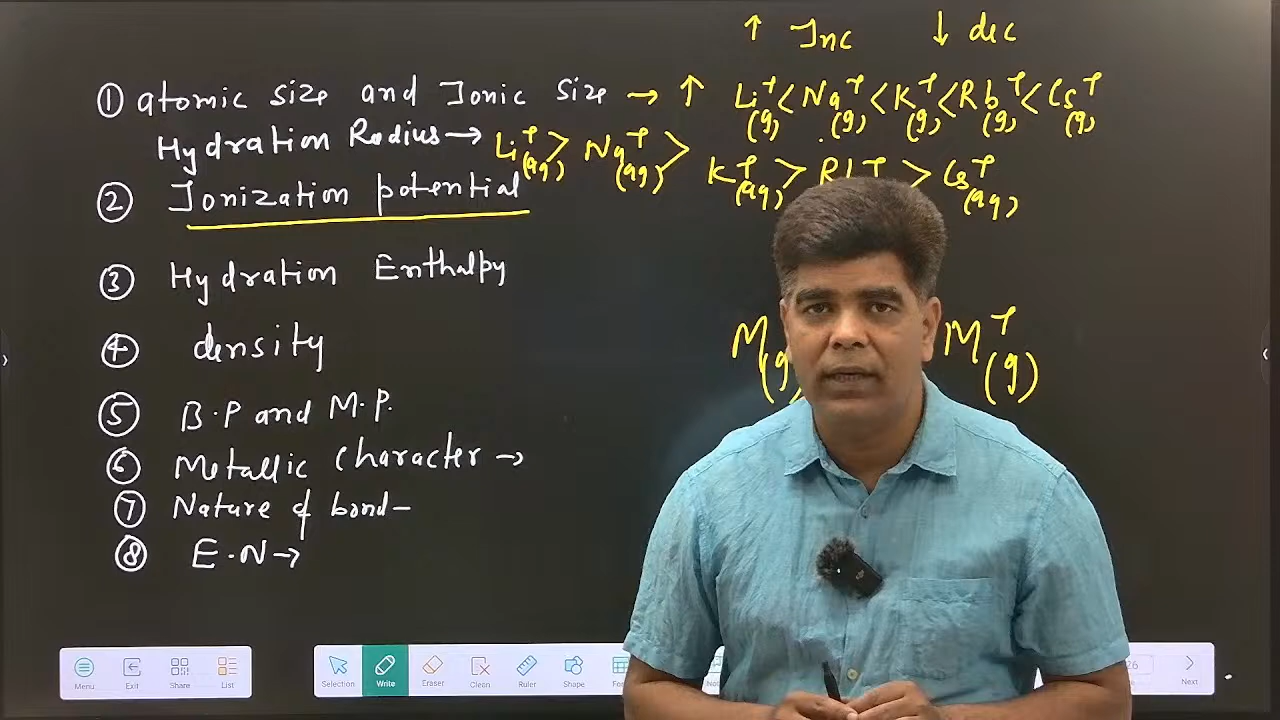 ↑ Inc ↓ dec
① atomic size and Ionic size → ↑ Li⁺(g) < Na⁺(g) < K⁺(g) < Rb⁺(g) < Cs⁺(g)
Hydration Radius → Li⁺(aq) > Na⁺(aq) > K⁺(aq) > > Cs⁺(aq)
② Ionization potential
③ Hydration Enthalpy
M(g M⁺(g)
④ density
⑤ B.P and M.P.
⑥ Metallic character →
⑦ Nature of bond –
⑧ E.N →
Menu Exit Share List Selection Write Eraser Clean Ruler Shape 26 Next